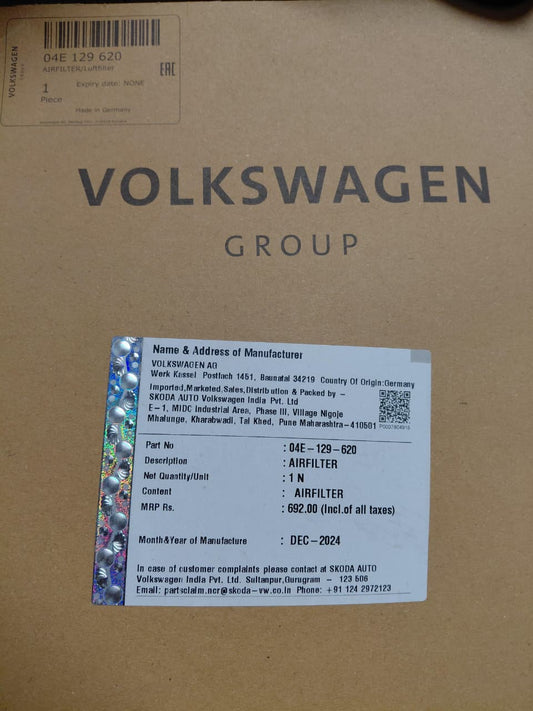 VOLKSWAGEN
04E 129 620
AIRFILTER/Luftfilter
EAC
1
Expiry date: NONE
Piece
Made in Germany
VOLKSWAGEN
GROUP
Name & Address of Manufacturer
VOLKSWAGEN AG
Werk Kassel Postfach 1451, Baunatal 34219 Country Of Origin:Germany
Imported,Marketed,Sales,Distribution & Packed by -
SKODA AUTO Volkswagen India Pvt. Ltd
E-1, MIDC Industrial Area, Phase III, Village Ngoje
Mhalunge, Kharabwadi, Tal Khed, Pune Maharashtra-410501
Part No : 04E-129-620
Description : AIRFILTER
Net Quantity/Unit : 1 N
Content : AIRFILTER
MRP Rs. : 692.00 (Incl.of all taxes)
Month&Year of Manufacture : DEC-2024
In case of customer complaints please contact at SKODA AUTO
Volkswagen India Pvt. Ltd. Sultanpur,Gurugram - 123 506
Email: partsclaim.ncr@skoda-vw.co.in Phone: +91 124 2972123